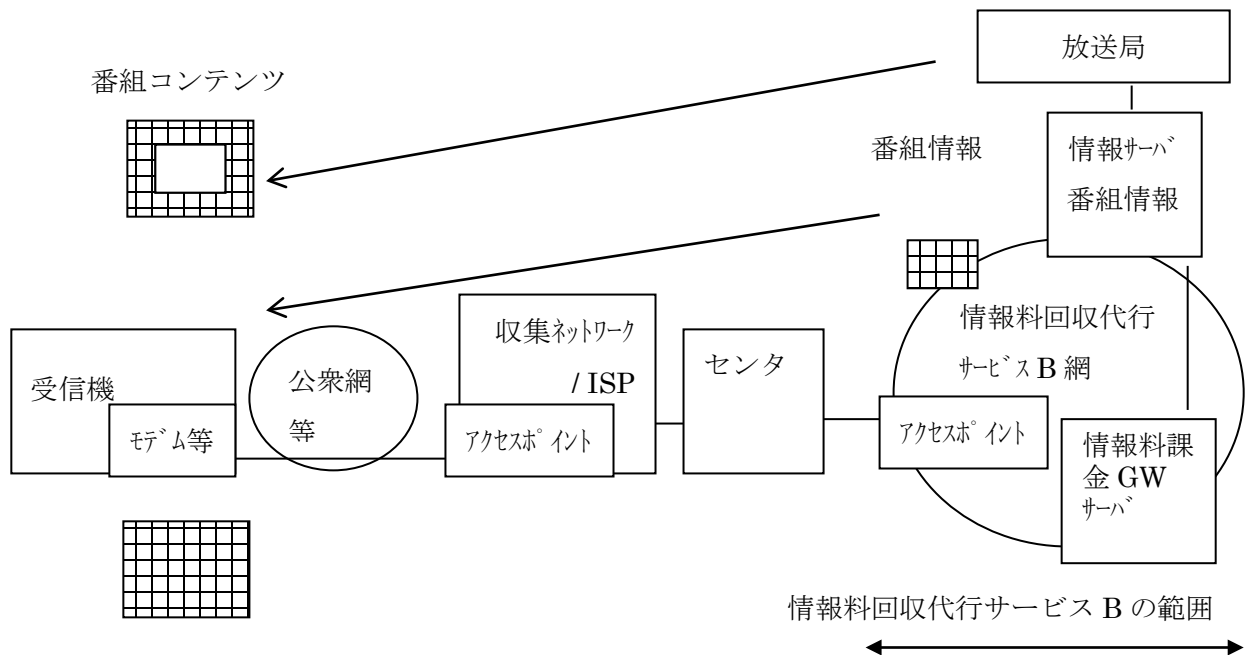 放送局
番組コンテンツ
番組情報
情報ｻｰﾊﾞ
番組情報
情報料回収代行
ｻｰﾋﾞｽ B 網
収集ﾈｯﾄﾜｰｸ
/ ISP
センタ
公衆網
等
受信機
ﾓﾃﾞﾑ等
ｱｸｾｽﾎﾟｲﾝﾄ
ｱｸｾｽﾎﾟｲﾝﾄ
情報料課
金 GW
ｻｰﾊﾞ
情報料回収代行サービス B の範囲